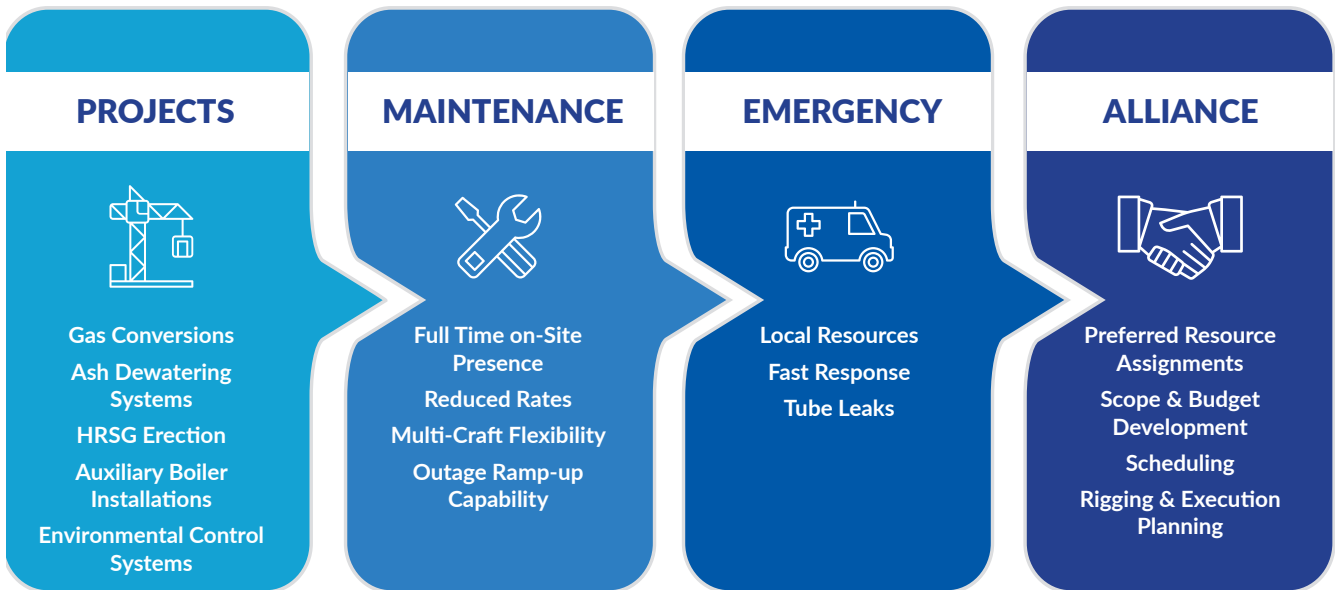 PROJECTS
Gas Conversions
Ash Dewatering
Systems
HRSG Erection
Auxiliary Boiler
Installations
Environmental Control
Systems
MAINTENANCE
Full Time on-Site
Presence
Reduced Rates
Multi-Craft Flexibility
Outage Ramp-up
Capability
EMERGENCY
Local Resources
Fast Response
Tube Leaks
ALLIANCE
Preferred Resource
Assignments
Scope & Budget
Development
Scheduling
Rigging & Execution
Planning